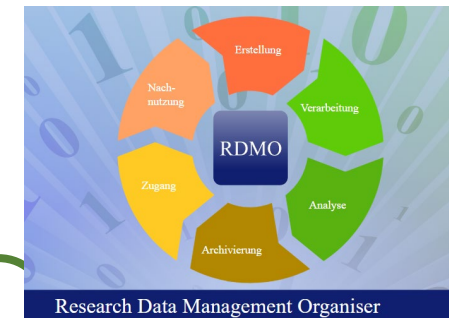 Erstellung
Verarbeitung
Analyse
Archivierung
Zugang
Nach-
nutzung
RDMO
Research Data Management Organiser